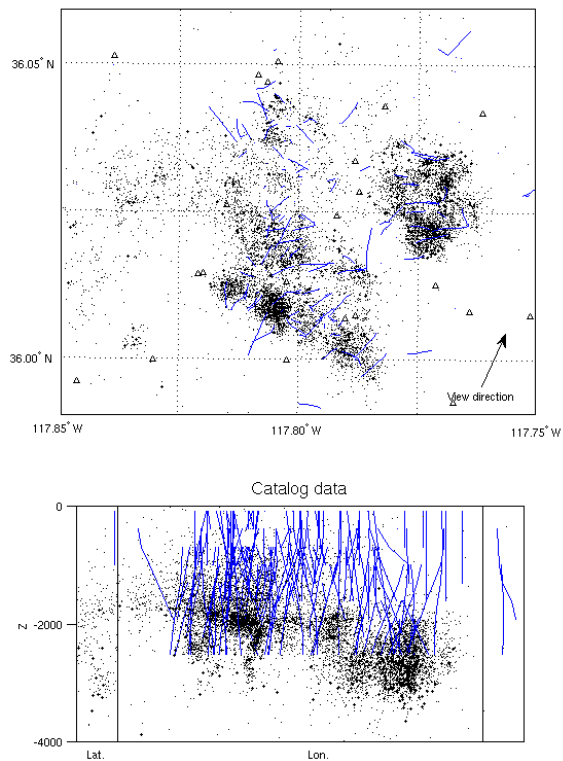 36.05° N
36.00° N
View direction
117.85° W
117.80° W
117.75° W
Catalog data
0
Z
-2000
-4000
Lat.
Lon.